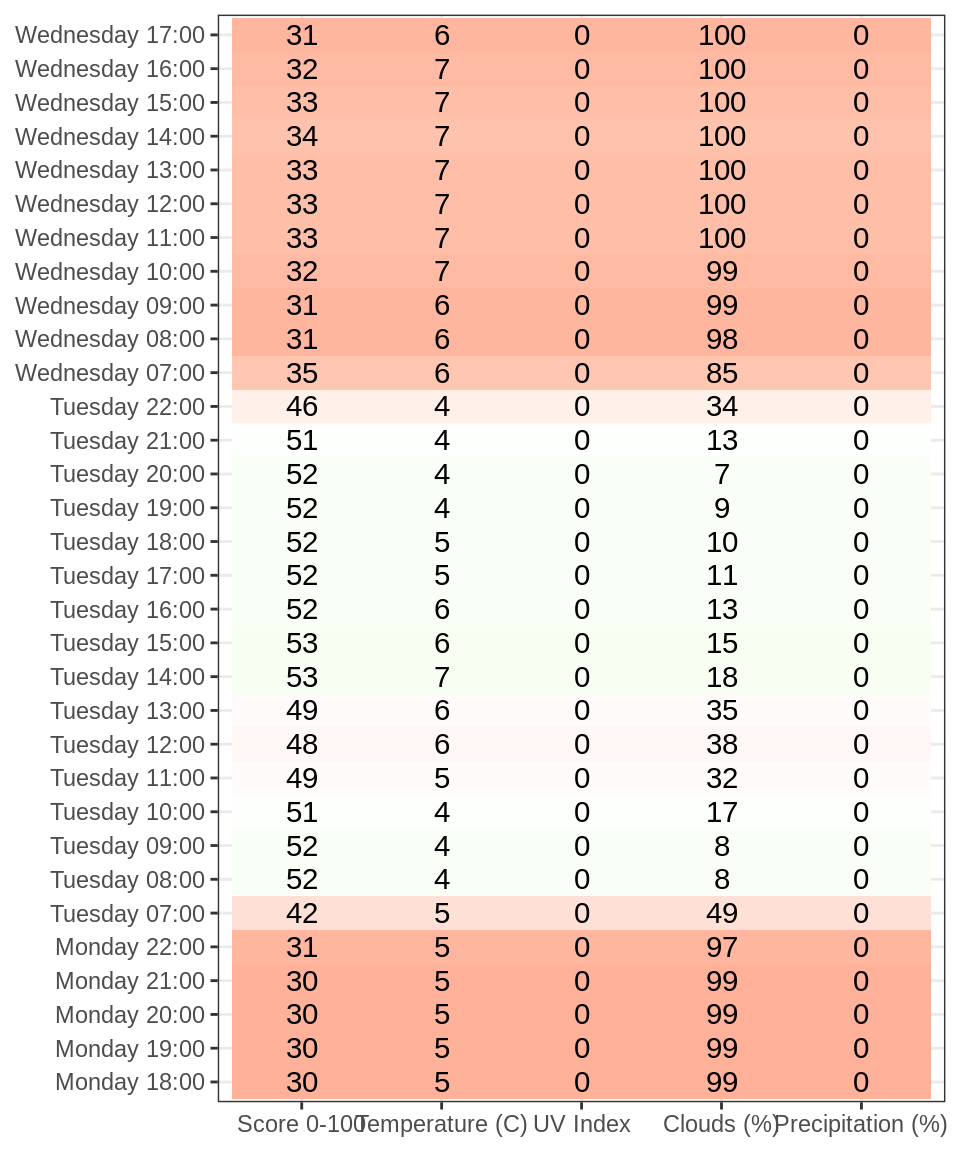 Wednesday 17:00 31 6 0 100 0
Wednesday 16:00 32 7 0 100 0
Wednesday 15:00 33 7 0 100 0
Wednesday 14:00 34 7 0 100 0
Wednesday 13:00 33 7 0 100 0
Wednesday 12:00 33 7 0 100 0
Wednesday 11:00 33 7 0 100 0
Wednesday 10:00 32 7 0 99 0
Wednesday 09:00 31 6 0 99 0
Wednesday 08:00 31 6 0 98 0
Wednesday 07:00 35 6 0 85 0
Tuesday 22:00 46 4 0 34 0
Tuesday 21:00 51 4 0 13 0
Tuesday 20:00 52 4 0 7 0
Tuesday 19:00 52 4 0 9 0
Tuesday 18:00 52 5 0 10 0
Tuesday 17:00 52 5 0 11 0
Tuesday 16:00 52 6 0 13 0
Tuesday 15:00 53 6 0 15 0
Tuesday 14:00 53 7 0 18 0
Tuesday 13:00 49 6 0 35 0
Tuesday 12:00 48 6 0 38 0
Tuesday 11:00 49 5 0 32 0
Tuesday 10:00 51 4 0 17 0
Tuesday 09:00 52 4 0 8 0
Tuesday 08:00 52 4 0 8 0
Tuesday 07:00 42 5 0 49 0
Monday 22:00 31 5 0 97 0
Monday 21:00 30 5 0 99 0
Monday 20:00 30 5 0 99 0
Monday 19:00 30 5 0 99 0
Monday 18:00 30 5 0 99 0
Score 0-100 Temperature (C) UV Index Clouds (%) Precipitation (%)